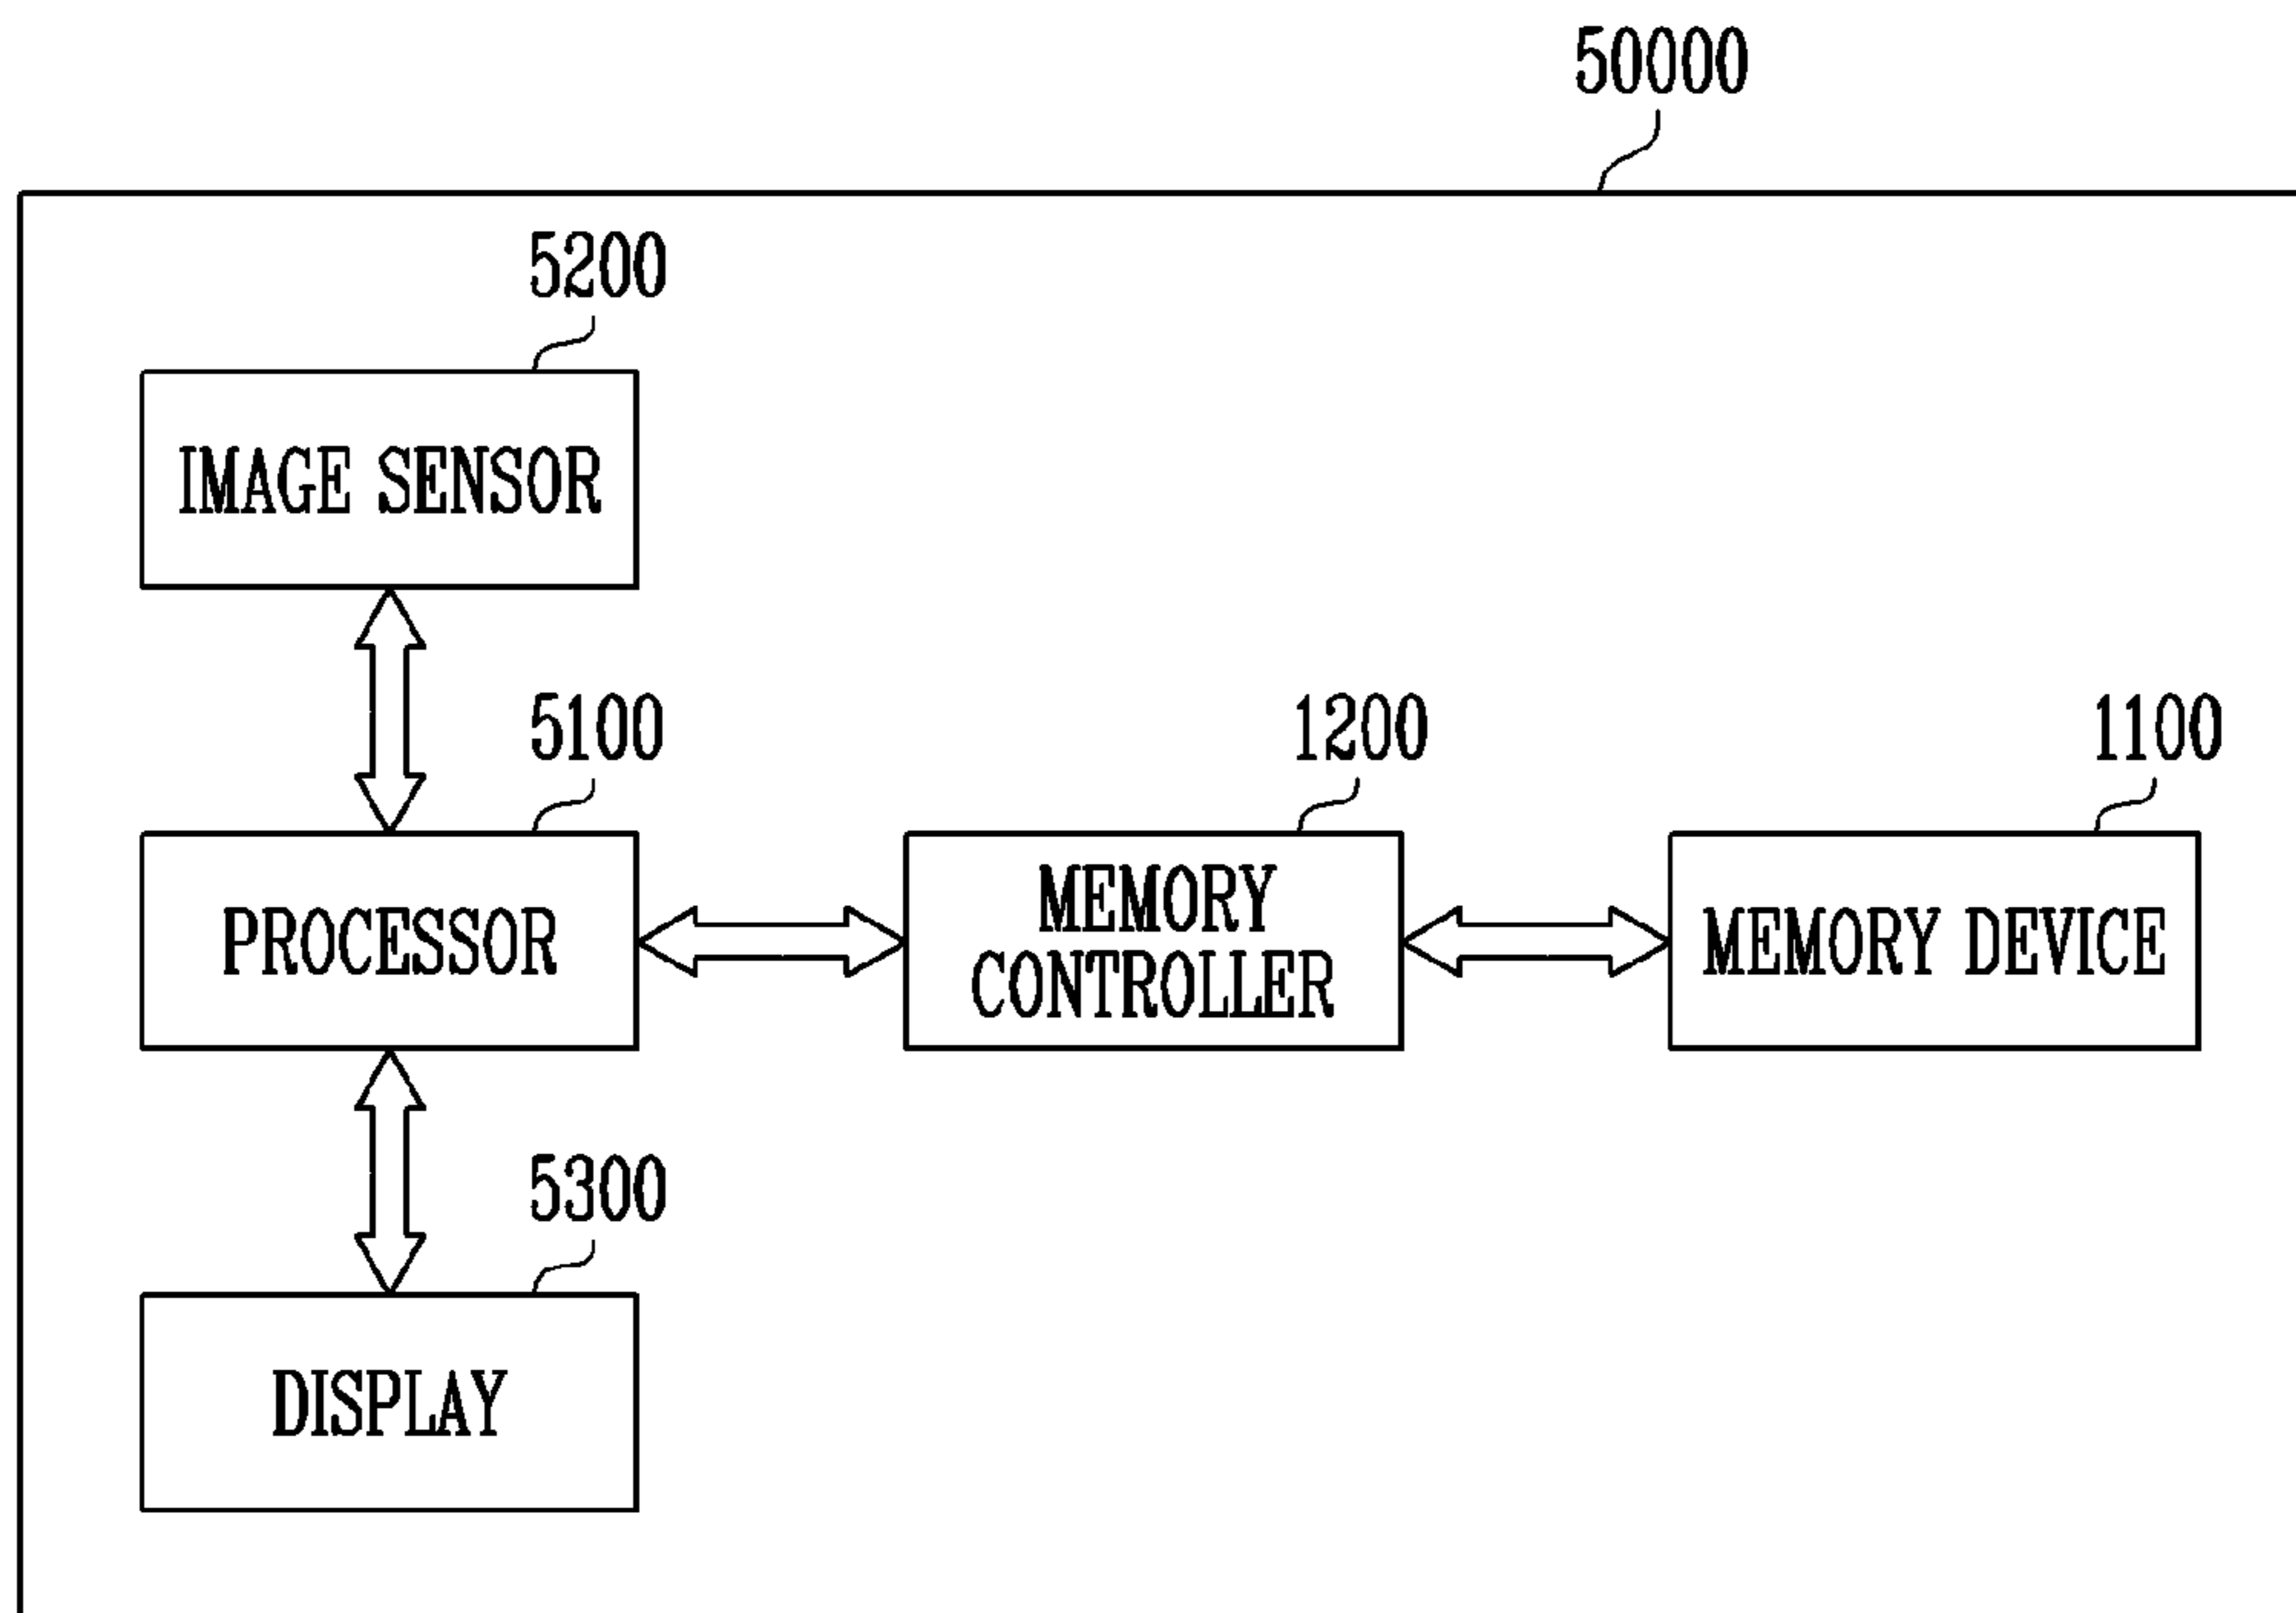 50000
5200
IMAGE SENSOR
5100
1200
1100
PROCESSOR
MEMORY
CONTROLLER
MEMORY DEVICE
5300
DISPLAY